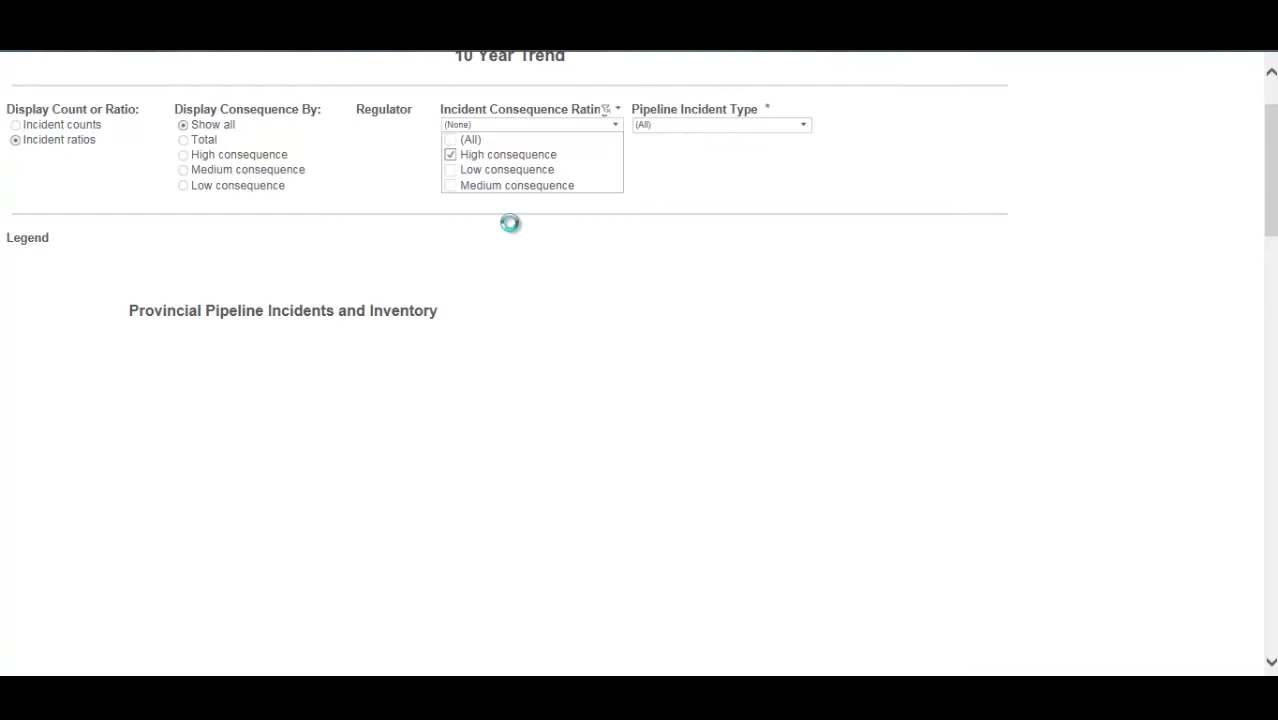 10 Year Trend
Display Count or Ratio:
Incident counts
Incident ratios
Display Consequence By:
Show all
Total
High consequence
Medium consequence
Low consequence
Regulator
Incident Consequence Ratin
(None)
(All)
High consequence
Low consequence
Medium consequence
Pipeline Incident Type *
(All)
Legend
Provincial Pipeline Incidents and Inventory